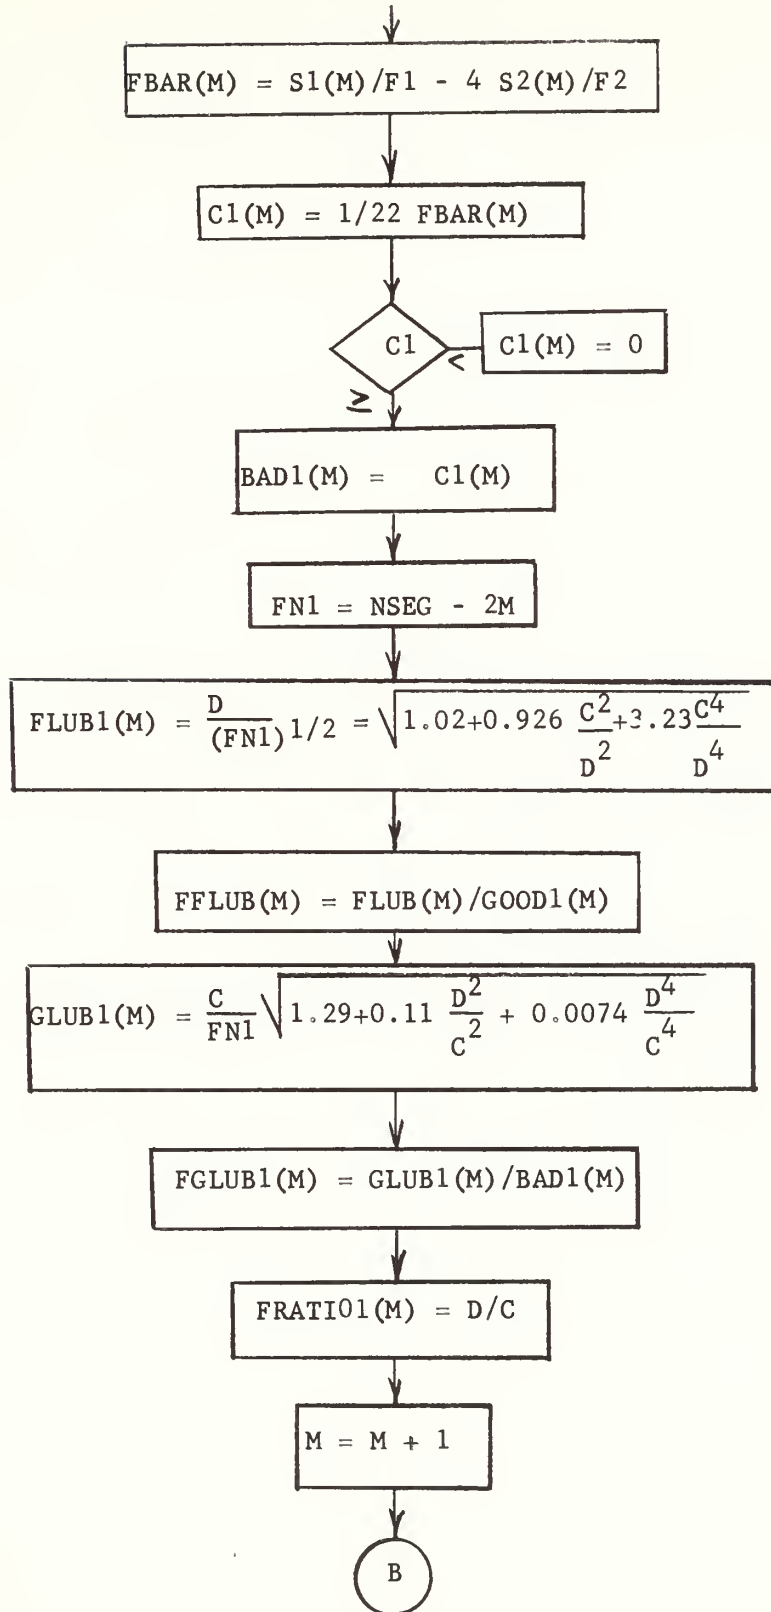 FBAR(M) = S1(M)/F1 - 4 S2(M)/F2
C1(M) = 1/22 FBAR(M)
C1
<
C1(M) = 0
≥
BAD1(M) = C1(M)
FN1 = NSEG - 2M
FLUB1(M) = D/(FN1)1/2 = √1.02+0.926 C²/D²+3.23C⁴/D⁴
FFLUB(M) = FLUB(M)/GOOD1(M)
GLUB1(M) = C/FN1 √1.29+0.11 D²/C² + 0.0074 D⁴/C⁴
FGLUB1(M) = GLUB1(M)/BAD1(M)
FRATIO1(M) = D/C
M = M + 1
B